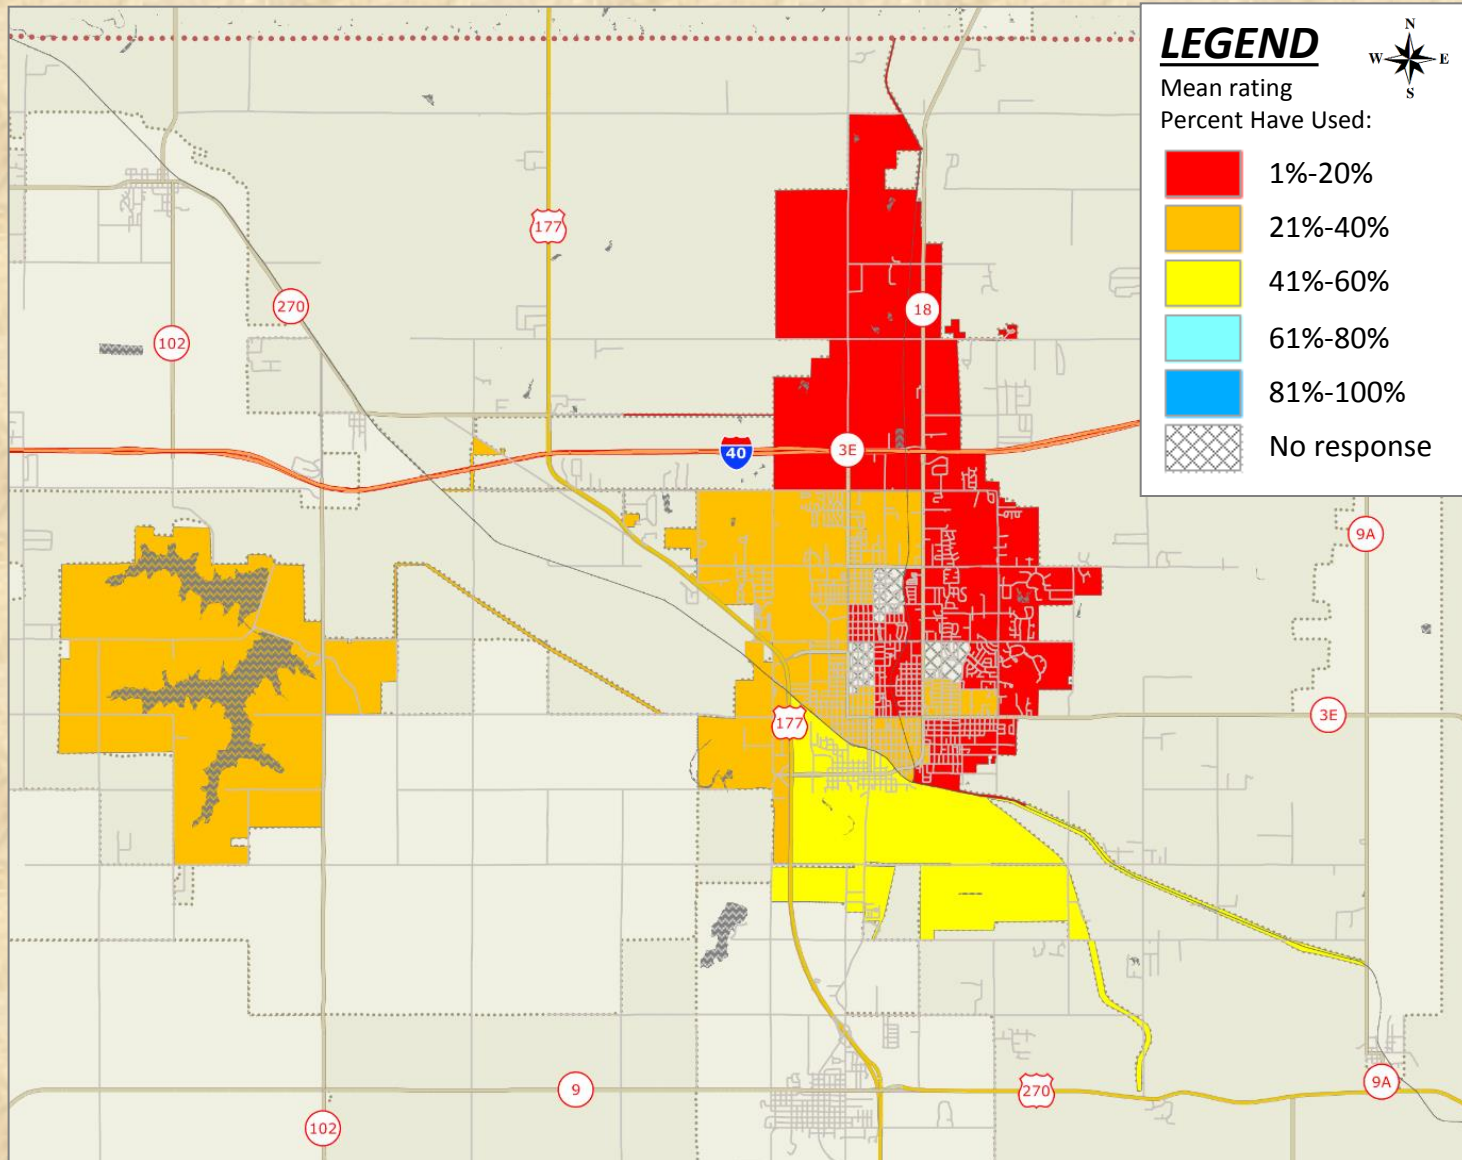 LEGEND
N
W E
S
Mean rating
Percent Have Used:
1%-20%
21%-40%
41%-60%
61%-80%
81%-100%
No response
177
270
18
102
40
3E
9A
177
3E
9
270
9A
102